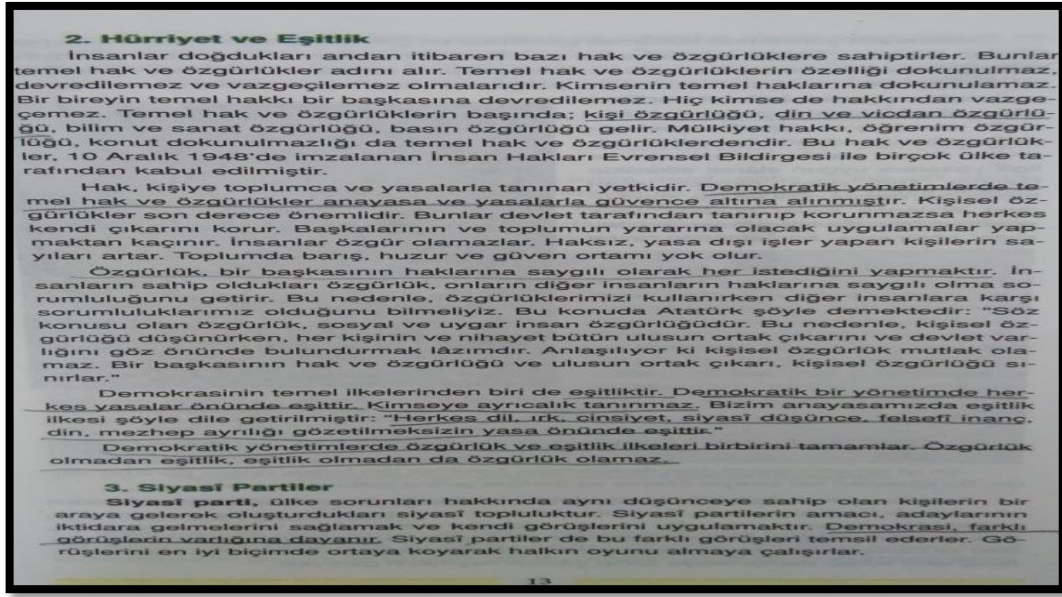 2. Hürriyet ve Eşitlik
İnsanlar doğdukları andan itibaren bazı hak ve özgürlüklere sahiptirler. Bunlar
temel hak ve özgürlükler adını alır. Temel hak ve özgürlüklerin özelliği dokunulmaz,
devredilemez ve vazgeçilemez olmalarıdır. Kimsenin temel haklarına dokunulamaz.
Bir bireyin temel hakkı bir başkasına devredilemez. Hiç kimse de hakkından vazge-
çemez. Temel hak ve özgürlüklerin başında; kişi özgürlüğü, din ve vicdan özgürlü-
ğü, bilim ve sanat özgürlüğü, basın özgürlüğü gelir. Mülkiyet hakkı, öğrenim özgür-
lüğü, konut dokunulmazlığı da temel hak ve özgürlüklerdendir. Bu hak ve özgürlük-
ler, 10 Aralık 1948'de imzalanan İnsan Hakları Evrensel Bildirgesi ile birçok ülke ta-
rafından kabul edilmiştir.
Hak, kişiye toplumca ve yasalarla tanınan yetkidir. Demokratik yönetimlerde te-
mel hak ve özgürlükler anayasa ve yasalarla güvence altına alınmıştır. Kişisel öz-
gürlükler son derece önemlidir. Bunlar devlet tarafından tanınıp korunmazsa herkes
kendi çıkarını korur. Başkalarının ve toplumun yararına olacak uygulamalar yap-
maktan kaçınır. İnsanlar özgür olamazlar. Haksız, yasa dışı işler yapan kişilerin sa-
yıları artar. Toplumda barış, huzur ve güven ortamı yok olur.
Özgürlük, bir başkasının haklarına saygılı olarak her istediğini yapmaktır. İn-
sanların sahip oldukları özgürlük, onların diğer insanların haklarına saygılı olma so-
rumluluğunu getirir. Bu nedenle, özgürlüklerimizi kullanırken diğer insanlara karşı
sorumluluklarımız olduğunu bilmeliyiz. Bu konuda Atatürk şöyle demektedir: "Söz
konusu olan özgürlük, sosyal ve uygar insan özgürlüğüdür. Bu nedenle, kişisel öz-
gürlüğü düşünürken, her kişinin ve nihayet bütün ulusun ortak çıkarını ve devlet var-
lığını göz önünde bulundurmak lâzımdır. Anlaşılıyor ki kişisel özgürlük mutlak ola-
maz. Bir başkasının hak ve özgürlüğü ve ulusun ortak çıkarı, kişisel özgürlüğü sı-
nırlar."
Demokrasinin temel ilkelerinden biri de eşitliktir. Demokratik bir yönetimde her-
kes yasalar önünde eşittir. Kimseye ayrıcalık tanınmaz. Bizim anayasamızda eşitlik
ilkesi şöyle dile getirilmiştir: "Herkes dil, ırk, cinsiyet, siyasî düşünce, felsefî inanç,
din, mezhep ayrılığı gözetilmeksizin yasa önünde eşittir."
Demokratik yönetimlerde özgürlük ve eşitlik ilkeleri birbirini tamamlar. Özgürlük
olmadan eşitlik, eşitlik olmadan da özgürlük olamaz.
3. Siyasî Partiler
Siyasî parti, ülke sorunları hakkında aynı düşünceye sahip olan kişilerin bir
araya gelerek oluşturdukları siyasî topluluktur. Siyasî partilerin amacı, adaylarının
iktidara gelmelerini sağlamak ve kendi görüşlerini uygulamaktır. Demokrasi, farklı
görüşlerin varlığına dayanır. Siyasî partiler de bu farklı görüşleri temsil ederler. Gö-
rüşlerini en iyi biçimde ortaya koyarak halkın oyunu almaya çalışırlar.
13